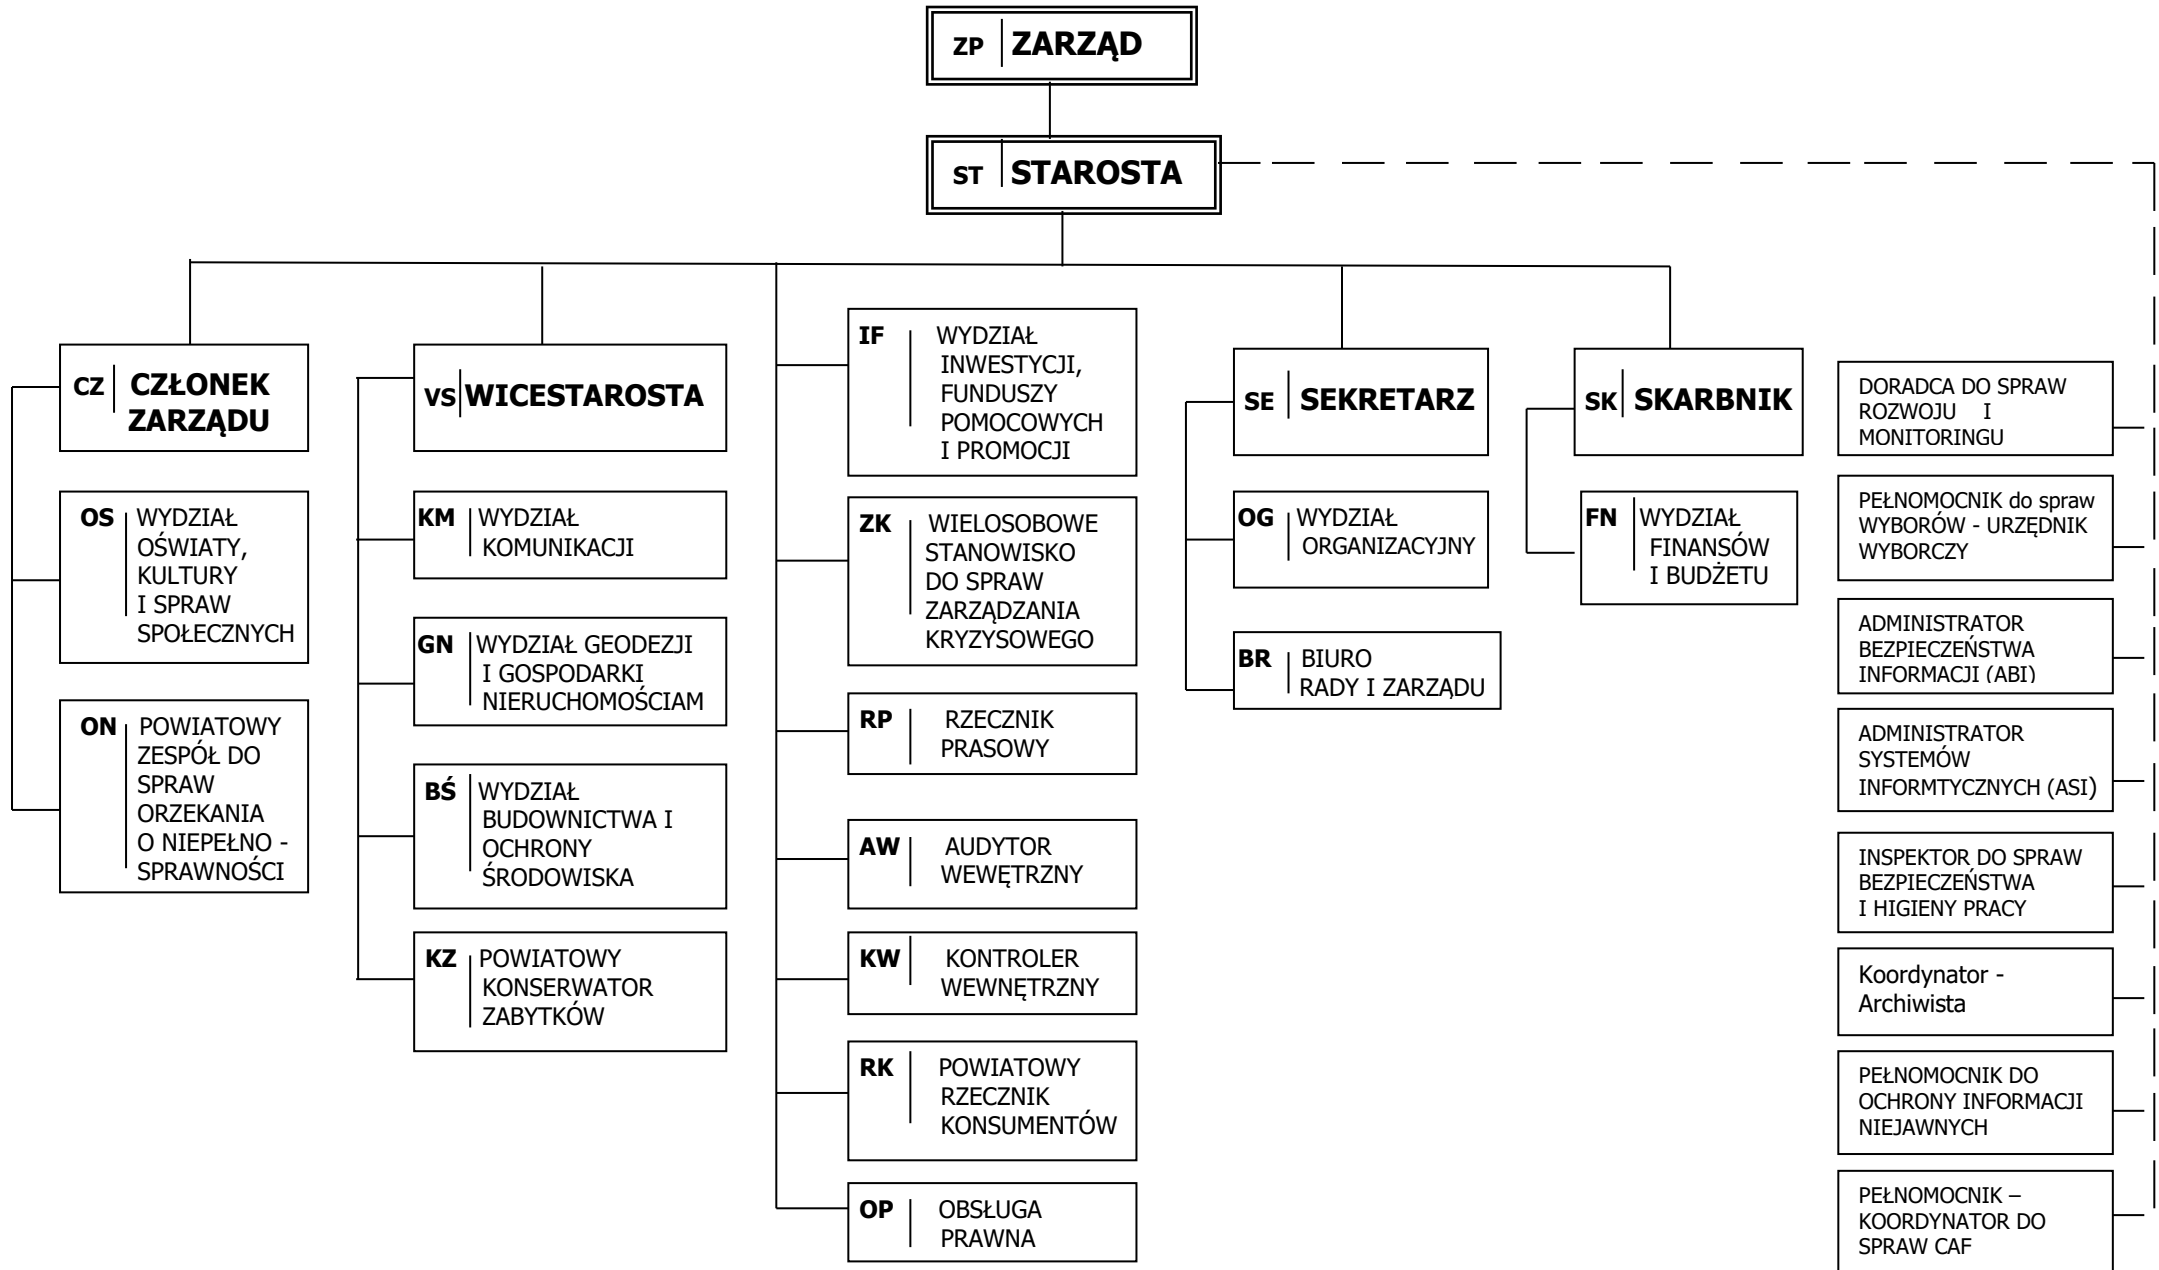 ZP ZARZĄD
ST STAROSTA
CZ CZŁONEK
ZARZĄDU
OS WYDZIAŁ
OŚWIATY,
KULTURY
I SPRAW
SPOŁECZNYCH
ON POWIATOWY
ZESPÓŁ DO
SPRAW
ORZEKANIA
O NIEPEŁNO -
SPRAWNOŚCI
VS WICESTAROSTA
KM WYDZIAŁ
KOMUNIKACJI
GN WYDZIAŁ GEODEZJI
I GOSPODARKI
NIERUCHOMOŚCIAM
BŚ WYDZIAŁ
BUDOWNICTWA I
OCHRONY
ŚRODOWISKA
KZ POWIATOWY
KONSERWATOR
ZABYTKÓW
IF WYDZIAŁ
INWESTYCJI,
FUNDUSZY
POMOCOWYCH
I PROMOCJI
ZK WIELOSOBOWE
STANOWISKO
DO SPRAW
ZARZĄDZANIA
KRYZYSOWEGO
RP RZECZNIK
PRASOWY
AW AUDYTOR
WEWĘTRZNY
KW KONTROLER
WEWNĘTRZNY
RK POWIATOWY
RZECZNIK
KONSUMENTÓW
OP OBSŁUGA
PRAWNA
SE SEKRETARZ
OG WYDZIAŁ
ORGANIZACYJNY
BR BIURO
RADY I ZARZĄDU
SK SKARBNIK
FN WYDZIAŁ
FINANSÓW
I BUDŻETU
DORADCA DO SPRAW
ROZWOJU I
MONITORINGU
PEŁNOMOCNIK do spraw
WYBORÓW - URZĘDNIK
WYBORCZY
ADMINISTRATOR
BEZPIECZEŃSTWA
INFORMACJI (ABI)
ADMINISTRATOR
SYSTEMÓW
INFORMTYCZNYCH (ASI)
INSPEKTOR DO SPRAW
BEZPIECZEŃSTWA
I HIGIENY PRACY
Koordynator -
Archiwista
PEŁNOMOCNIK DO
OCHRONY INFORMACJI
NIEJAWNYCH
PEŁNOMOCNIK –
KOORDYNATOR DO
SPRAW CAF